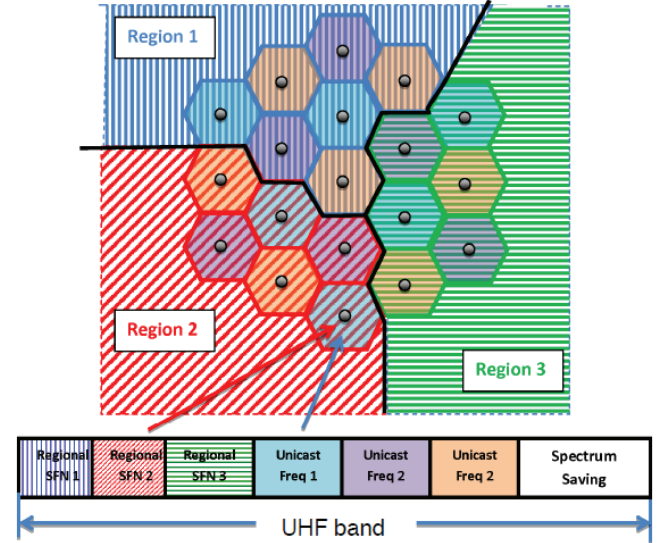 Region 1
Region 2
Region 3
Regional
SFN 1
Regional
SFN 2
Regional
SFN 3
Unicast
Freq 1
Unicast
Freq 2
Unicast
Freq 2
Spectrum
Saving
UHF band